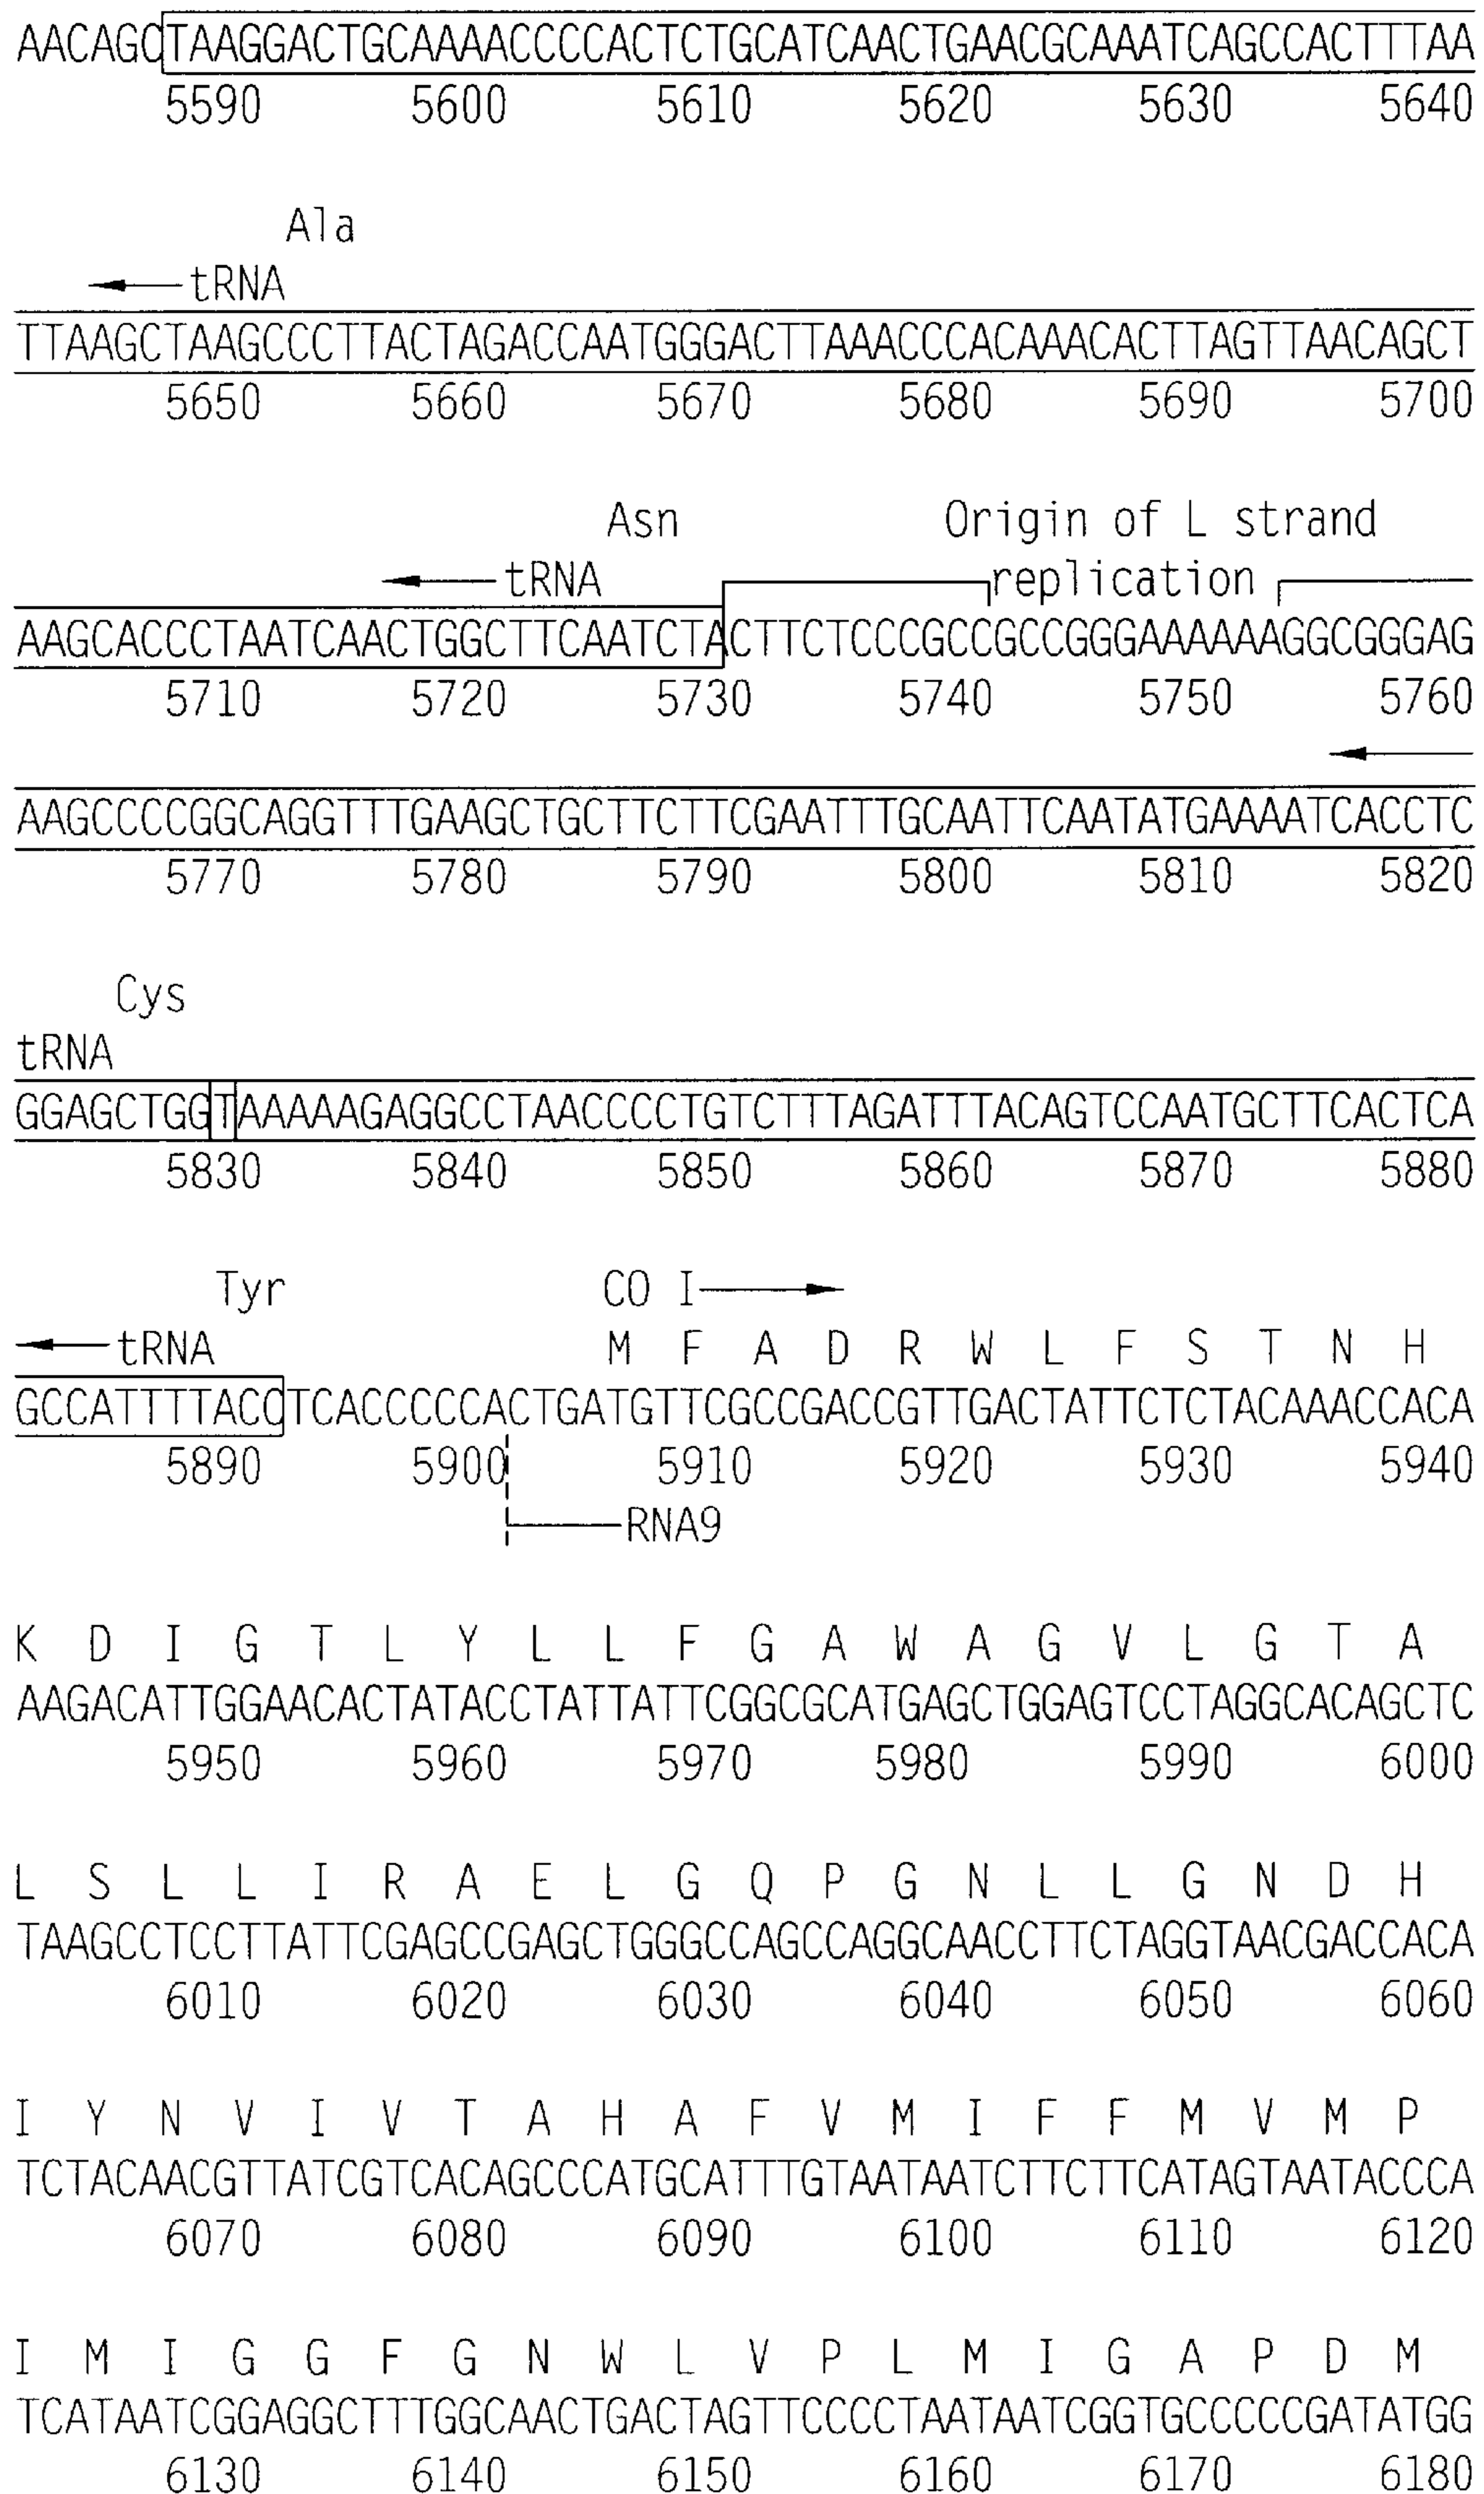 AACAGCTAAGGACTGCAAAACCCCACTCTGCATCAACTGAACGCAAATCAGCCACTTTAA
5590 5600 5610 5620 5630 5640
Ala
tRNA
TTAAGCTAAGCCCTTACTAGACCAATGGGACTTAAACCCACAAACACTTAGTTAACAGCT
5650 5660 5670 5680 5690 5700
Asn Origin of L strand
tRNA replication
AAGCACCCTAATCAACTGGCTTCAATCTACTTCTCCCGCCGCCGGGAAAAAAGGCGGGAG
5710 5720 5730 5740 5750 5760
AAGCCCCGGCAGGTTTGAAGCTGCTTCTTCGAATTTGCAATTCAATATGAAAATCACCTC
5770 5780 5790 5800 5810 5820
Cys
tRNA
GGAGCTGGTAAAAAGAGGCCTAACCCCTGTCTTTAGATTTACAGTCCAATGCTTCACTCA
5830 5840 5850 5860 5870 5880
Tyr CO I
tRNA M F A D R W L F S T N H
GCCATTTTACCTCACCCCCACTGATGTTCGCCGACCGTTGACTATTCTCTACAAACCACA
5890 5900 5910 5920 5930 5940
RNA9
K D I G T L Y L L F G A W A G V L G T A
AAGACATTGGAACACTATACCTATTATTCGGCGCATGAGCTGGAGTCCTAGGCACAGCTC
5950 5960 5970 5980 5990 6000
L S L L I R A E L G Q P G N L L G N D H
TAAGCCTCCTTATTCGAGCCGAGCTGGGCCAGCCAGGCAACCTTCTAGGTAACGACCACA
6010 6020 6030 6040 6050 6060
I Y N V I V T A H A F V M I F F M V M P
TCTACAACGTTATCGTCACAGCCCATGCATTTGTAATAATCTTCTTCATAGTAATACCCA
6070 6080 6090 6100 6110 6120
I M I G G F G N W L V P L M I G A P D M
TCATAATCGGAGGCTTTGGCAACTGACTAGTTCCCCTAATAATCGGTGCCCCCGATATGG
6130 6140 6150 6160 6170 6180